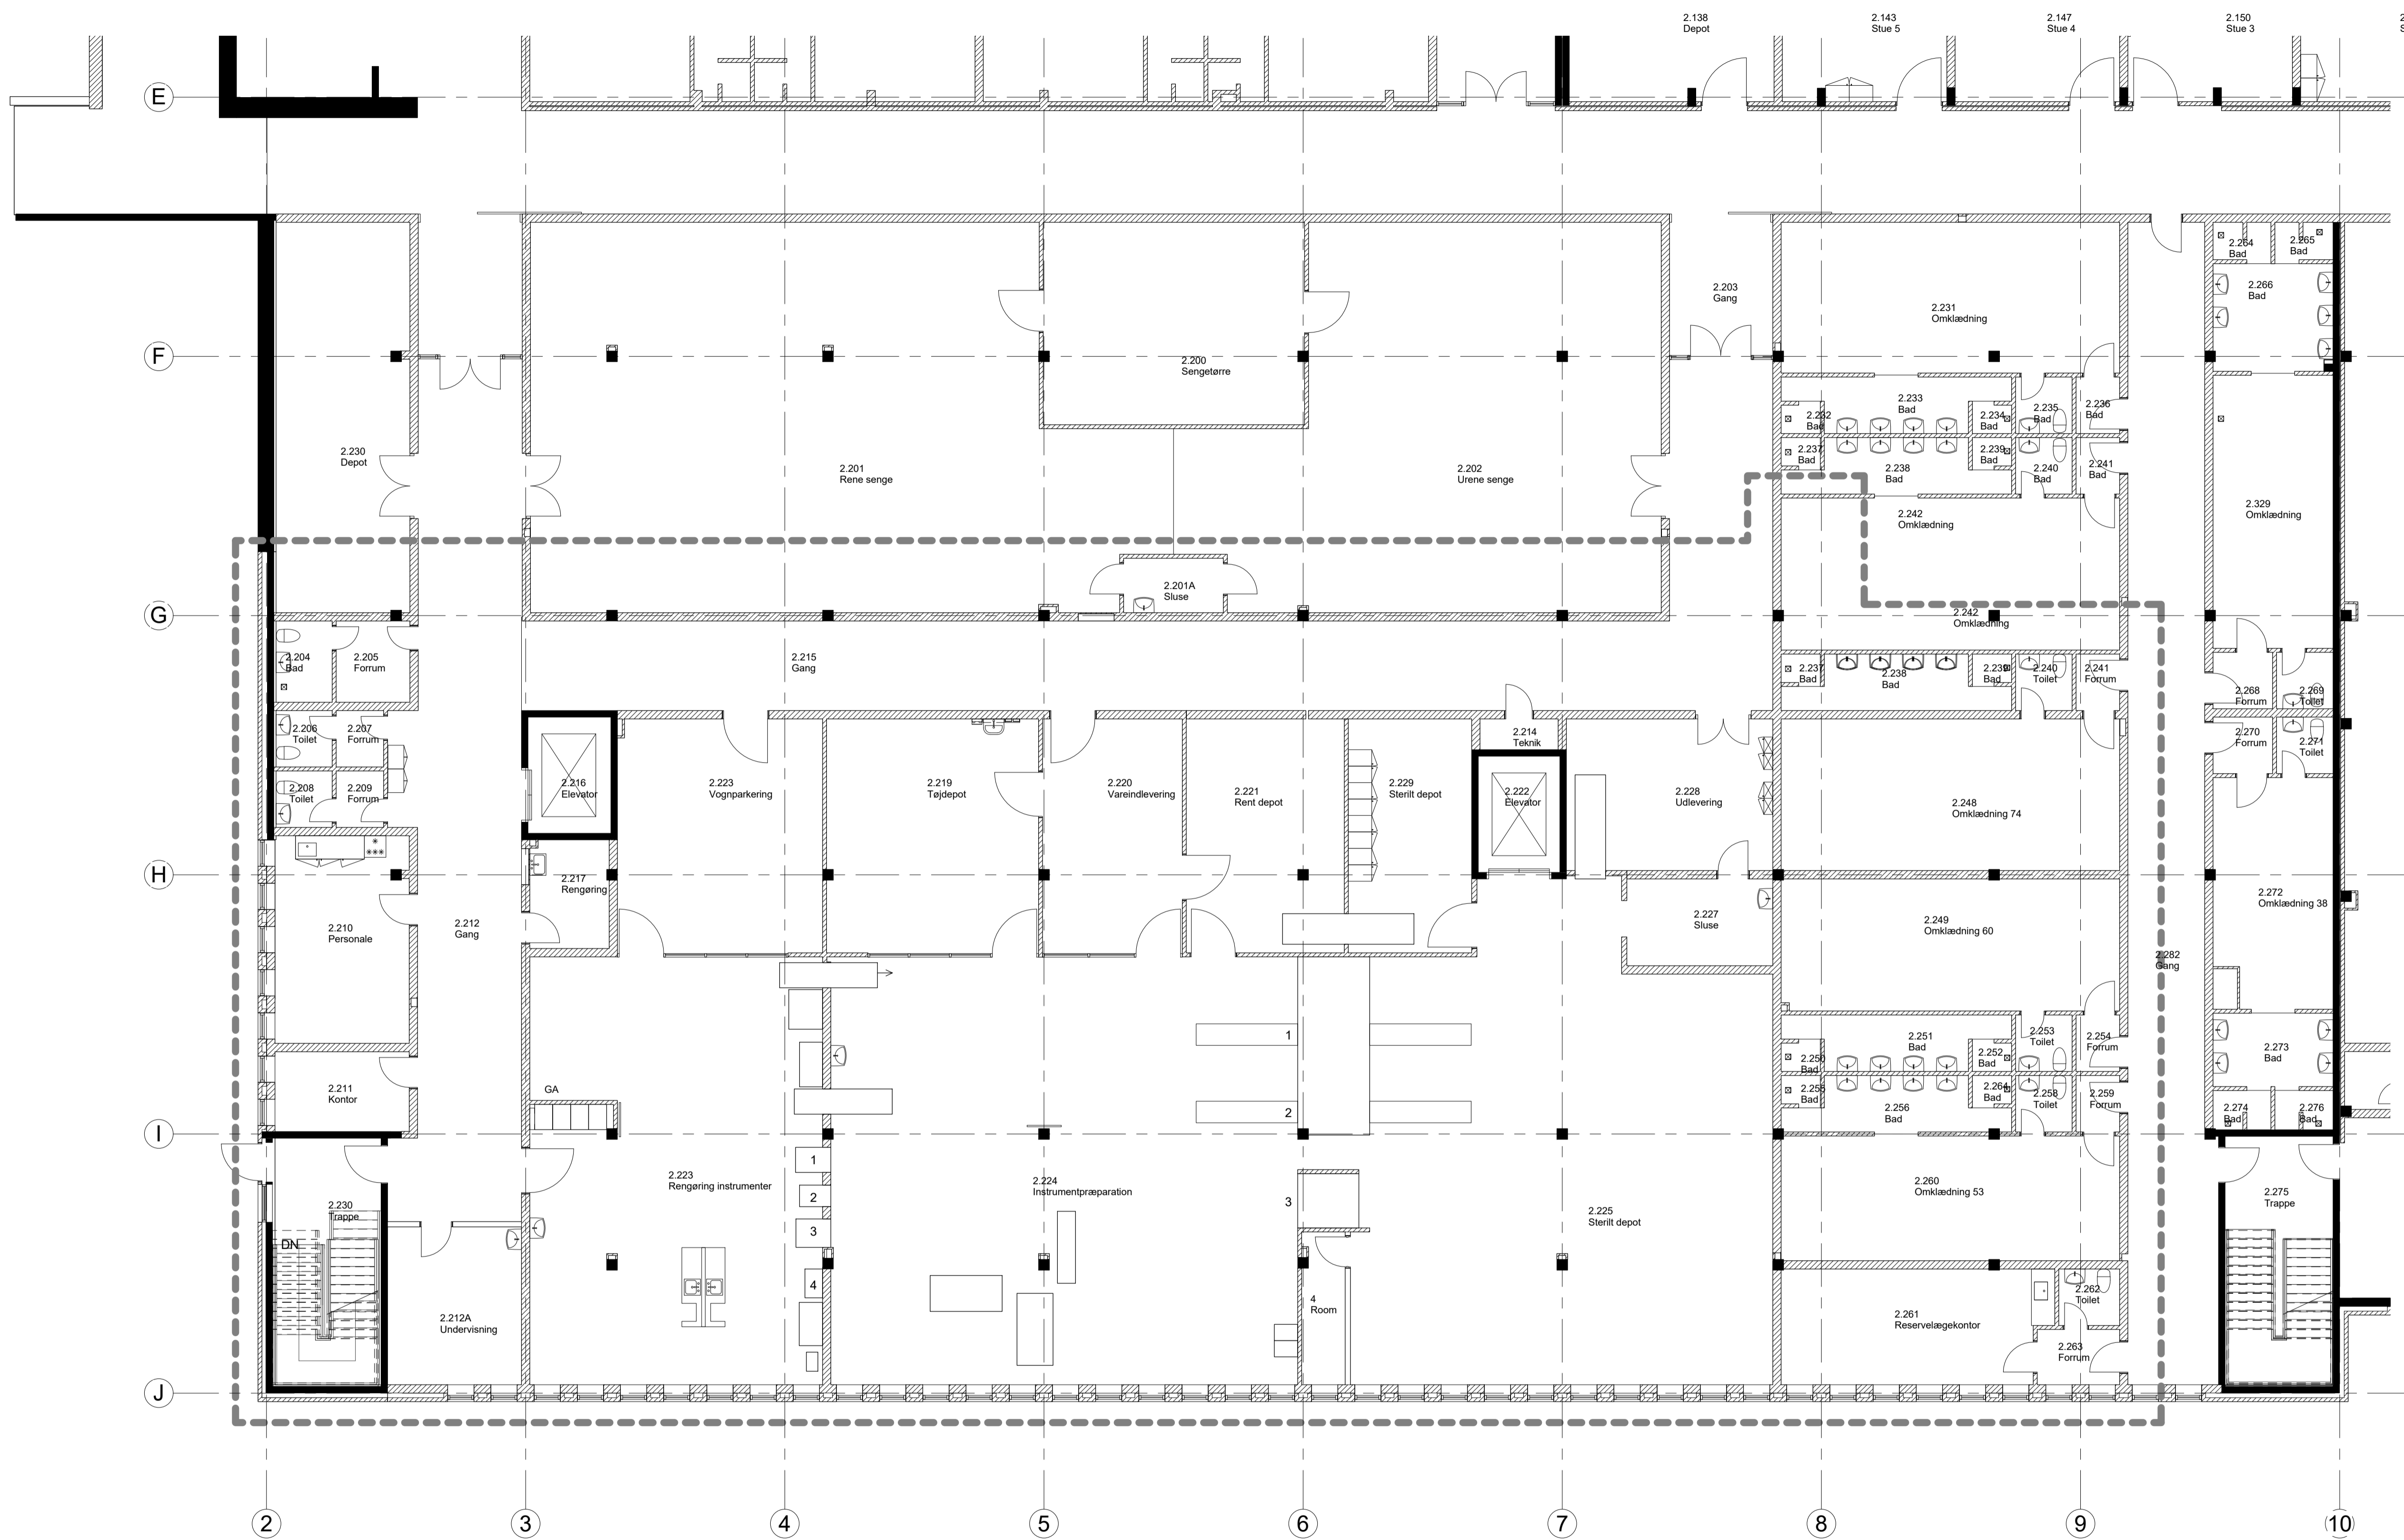 2.138
Depot
2.143
Stue 5
2.147
Stue 4
2.150
Stue 3
2
S
E
2.264
Bad
2.265
Bad
2.203
Gang
2.266
Bad
2.231
Omklædning
F
2.200
Sengetørre
2.233
Bad
2.232
Bad
2.234
Bad
2.235
Bad
2.236
Bad
2.230
Depot
2.201
Rene senge
2.202
Urene senge
2.237
Bad
2.238
Bad
2.239
Bad
2.240
Bad
2.241
Bad
2.242
Omklædning
2.329
Omklædning
2.201A
Sluse
G
2.242
Omklædning
2.204
Bad
2.205
Forrum
2.215
Gang
2.237
Bad
2.238
Bad
2.239
Bad
2.240
Toilet
2.241
Forrum
2.268
Forrum
2.269
Toilet
2.206
Toilet
2.207
Forrum
2.214
Teknik
2.270
Forrum
2.271
Toilet
2.208
Toilet
2.209
Forrum
2.216
Elevator
2.223
Vognparkering
2.219
Tøjdepot
2.220
Vareindlevering
2.221
Rent depot
2.229
Sterilt depot
2.222
Elevator
2.228
Udlevering
2.248
Omklædning 74
H
2.217
Rengøring
2.210
Personale
2.212
Gang
2.227
Sluse
2.249
Omklædning 60
2.272
Omklædning 38
2.282
Gang
1
2.251
Bad
2.253
Toilet
2.254
Forrum
2.250
Bad
2.252
Bad
2.273
Bad
2.211
Kontor
GA
2
2.256
Bad
2.264
Bad
2.258
Toilet
2.259
Forrum
2.274
Bad
2.276
Bad
I
1
2
3
4
2.223
Rengøring instrumenter
2.224
Instrumentpræparation
3
2.225
Sterilt depot
2.260
Omklædning 53
2.275
Trappe
2.230
Trappe
DN
2.212A
Undervisning
4
Room
2.261
Reservelægekontor
2.262
Toilet
2.263
Forrum
J
2
3
4
5
6
7
8
9
10